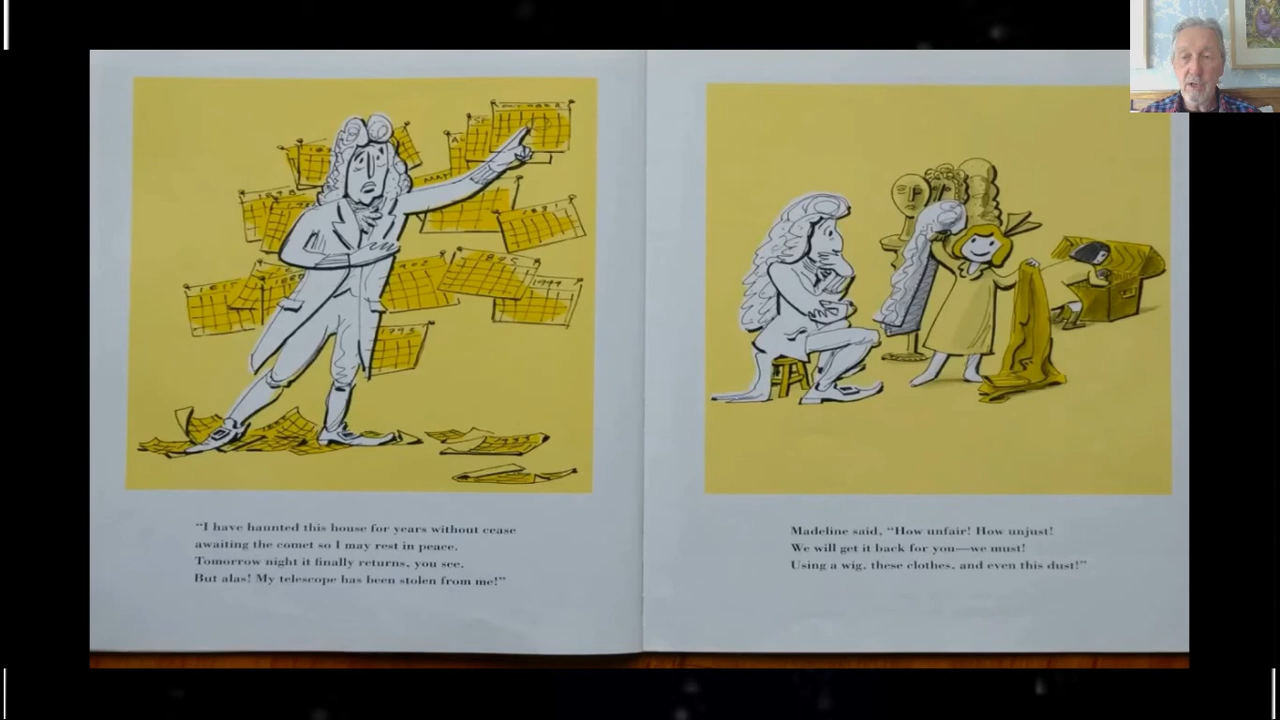 "I have haunted this house for years without cease
awaiting the comet so I may rest in peace.
Tomorrow night it finally returns, you see.
But alas! My telescope has been stolen from me!"
Madeline said, "How unfair! How unjust!
We will get it back for you—we must!
Using a wig, these clothes, and even this dust!"